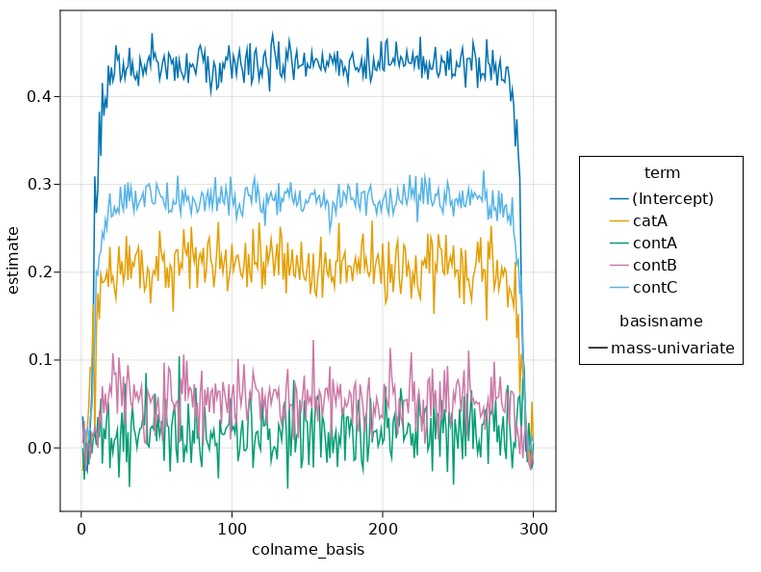 0.4
0.3
0.2
0.1
0.0
estimate
0
100
200
300
colname_basis
term
(Intercept)
catA
contA
contB
contC
basisname
mass-univariate